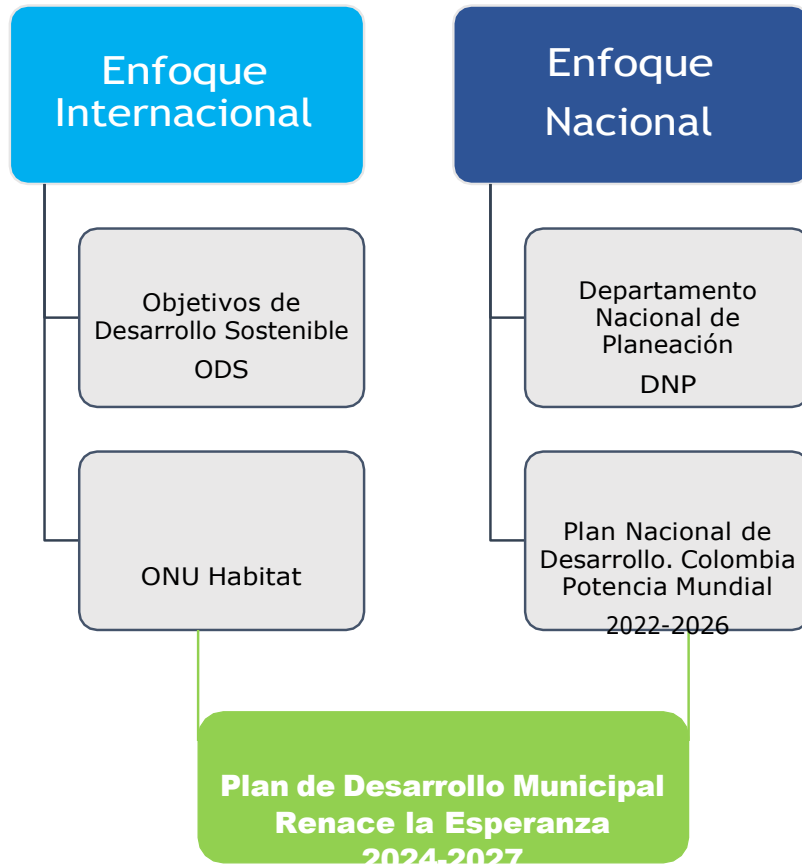 Enfoque
Internacional
Objetivos de
Desarrollo Sostenible
ODS
ONU Habitat
Enfoque
Nacional
Departamento
Nacional de
Planeación
DNP
Plan Nacional de
Desarrollo. Colombia
Potencia Mundial
2022-2026
Plan de Desarrollo Municipal
Renace la Esperanza
2024-2027